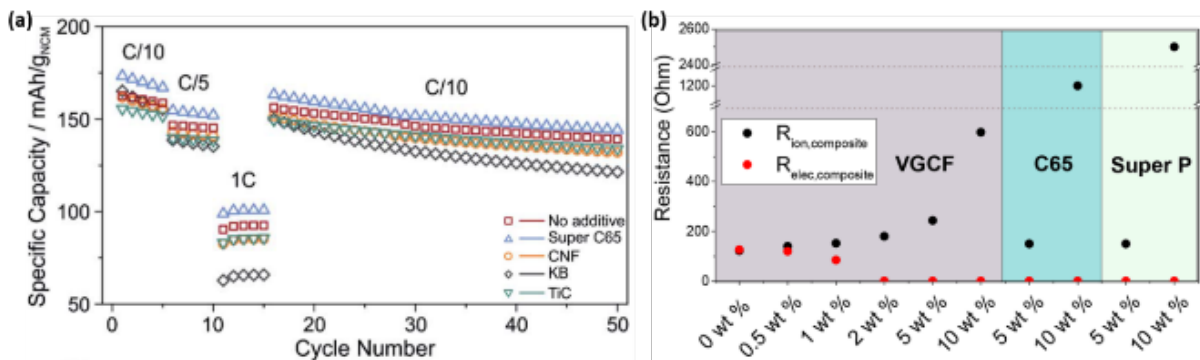 (a)
Specific Capacity / mAh/gNCM
200
150
100
50
C/10
C/5
1C
C/10
No additive
Super C65
CNF
KB
TiC
0
10
20
30
40
50
Cycle Number
(b)
Resistance (Ohm)
2600
2400
1200
600
400
200
0
Rion,composite
Relec,composite
VGCF
C65
Super P
0 wt %
0.5 wt %
1 wt %
2 wt %
5 wt %
10 wt %
5 wt %
10 wt %
5 wt %
10 wt %